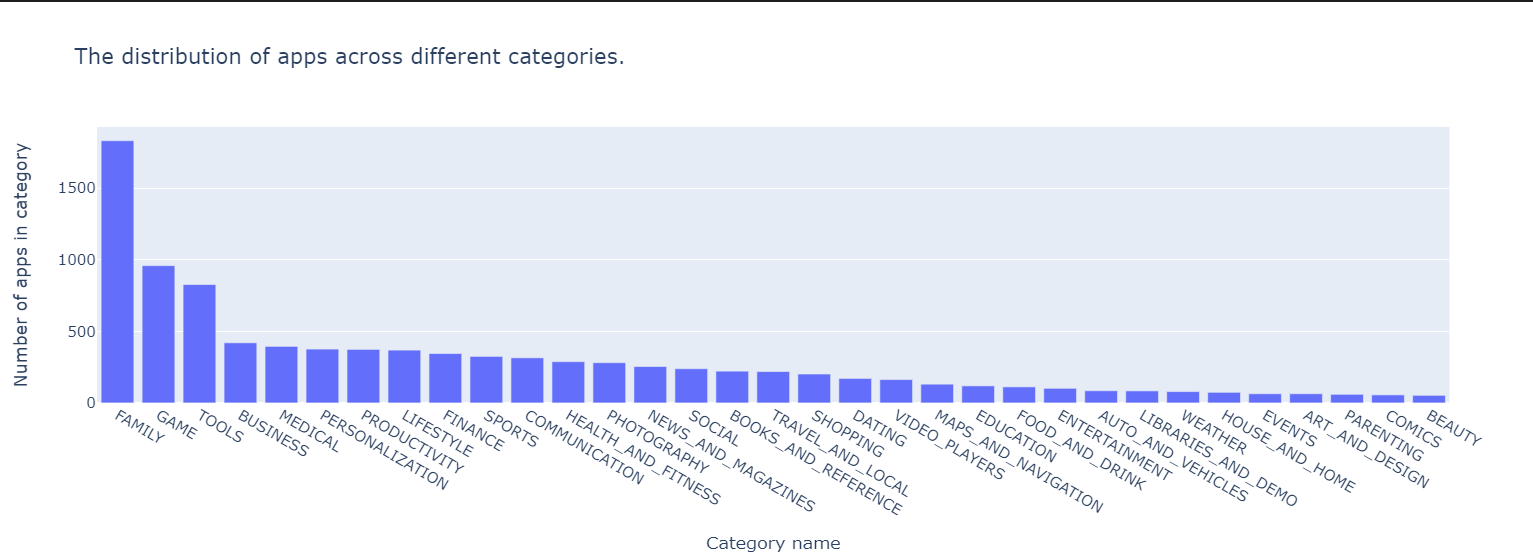 The distribution of apps across different categories.
Number of apps in category
1500
1000
500
0
FAMILY
GAME
TOOLS
BUSINESS
MEDICAL
PERSONALIZATION
PRODUCTIVITY
LIFESTYLE
FINANCE
SPORTS
COMMUNICATION
HEALTH_AND_FITNESS
PHOTOGRAPHY
NEWS_AND_MAGAZINES
SOCIAL
BOOKS_AND_REFERENCE
TRAVEL_AND_LOCAL
SHOPPING
DATING
VIDEO_PLAYERS
MAPS_AND_NAVIGATION
EDUCATION
FOOD_AND_DRINK
ENTERTAINMENT
AUTO_AND_VEHICLES
LIBRARIES_AND_DEMO
WEATHER
HOUSE_AND_HOME
EVENTS
ART_AND_DESIGN
PARENTING
COMICS
BEAUTY
Category name